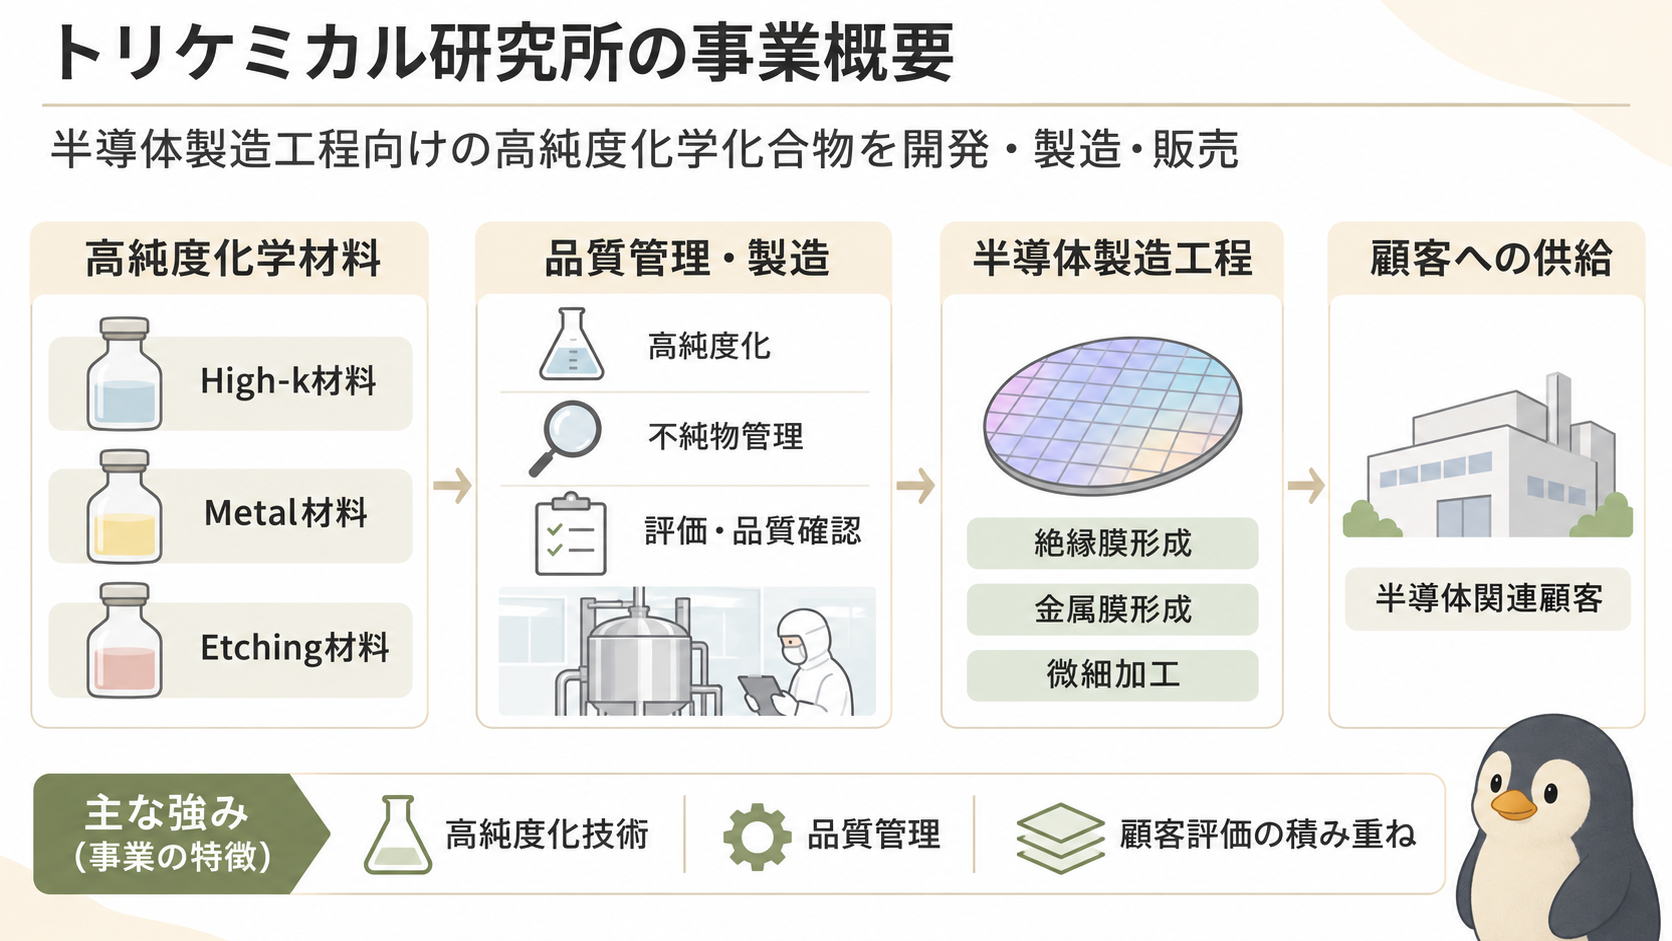 トリケミカル研究所の事業概要
半導体製造工程向けの高純度化学化合物を開発・製造・販売
高純度化学材料
High-k材料
Metal材料
Etching材料
品質管理・製造
高純度化
不純物管理
評価・品質確認
半導体製造工程
絶縁膜形成
金属膜形成
微細加工
顧客への供給
半導体関連顧客
主な強み
(事業の特徴)
高純度化技術
品質管理
顧客評価の積み重ね